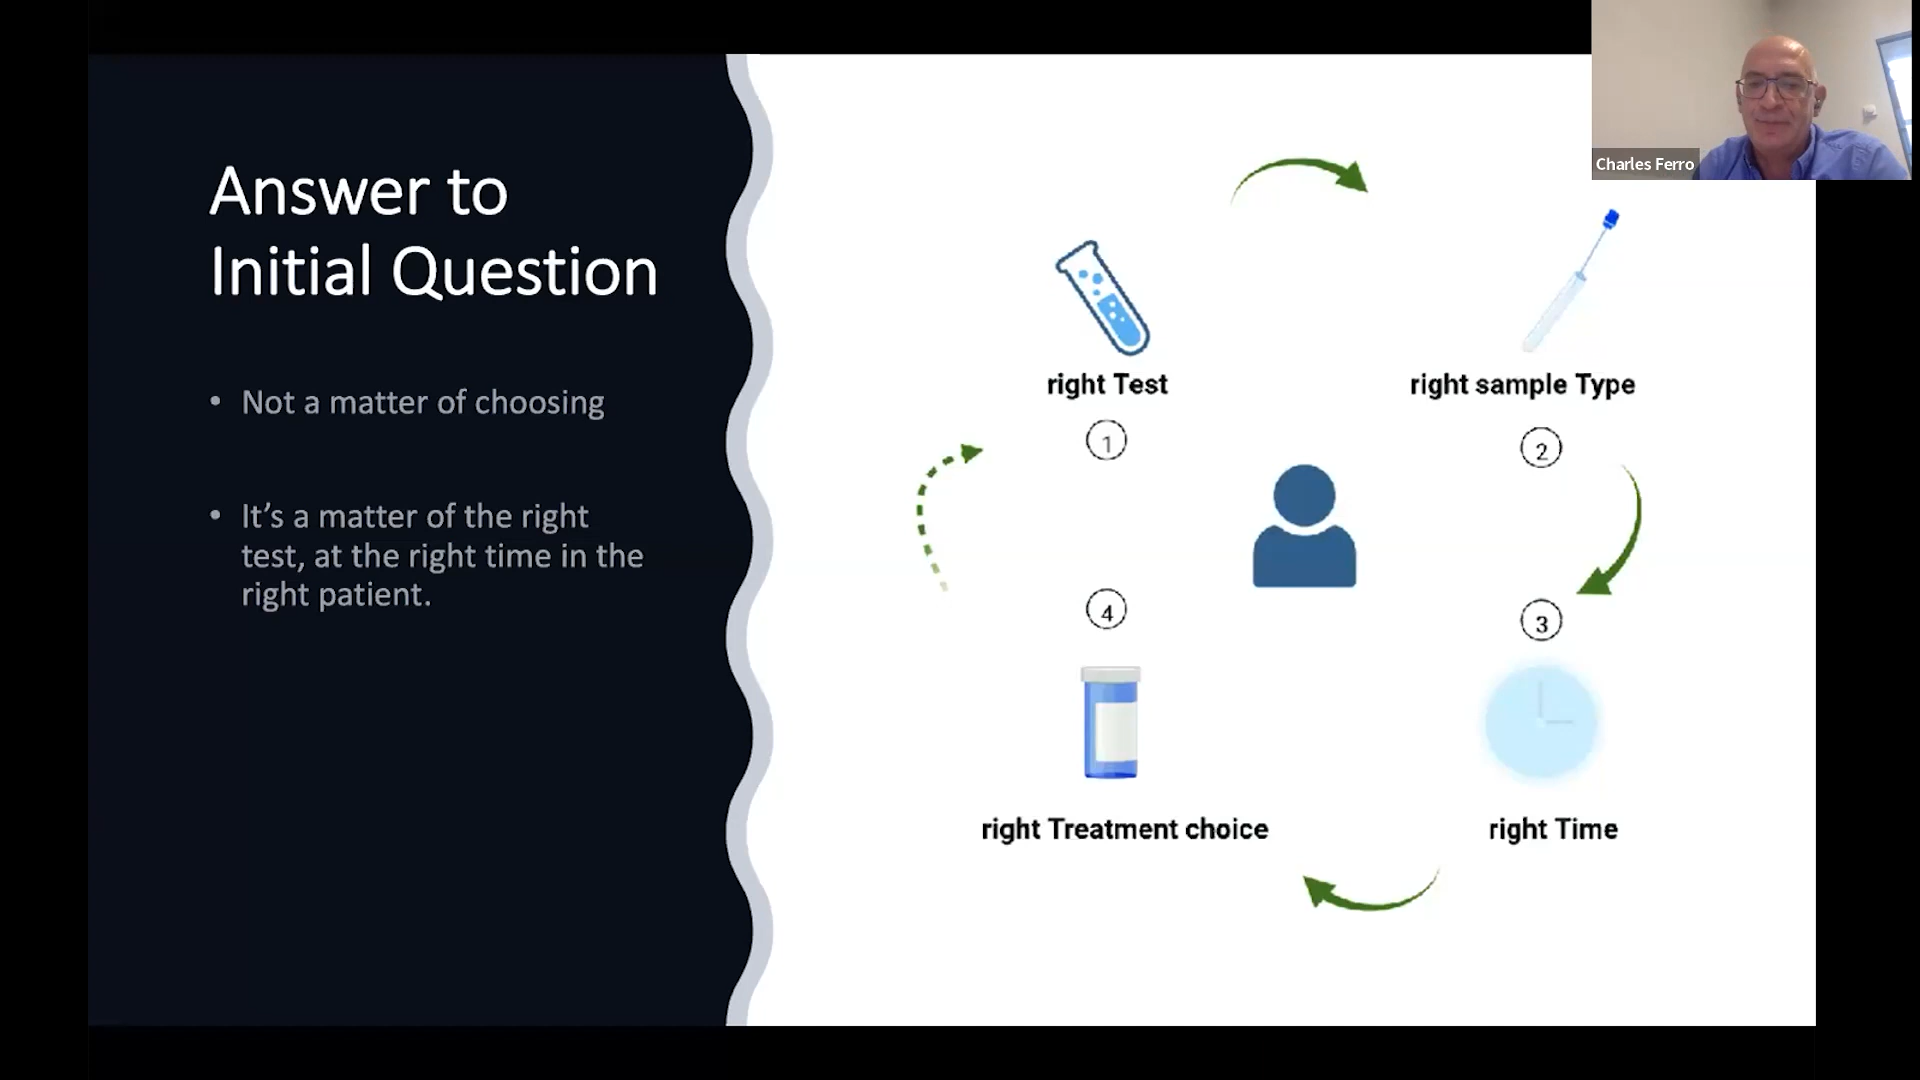 Answer to
Initial Question
• Not a matter of choosing
• It's a matter of the right
test, at the right time in the
right patient.
right Test
1
right sample Type
2
3
right Time
4
right Treatment choice
Charles Ferro